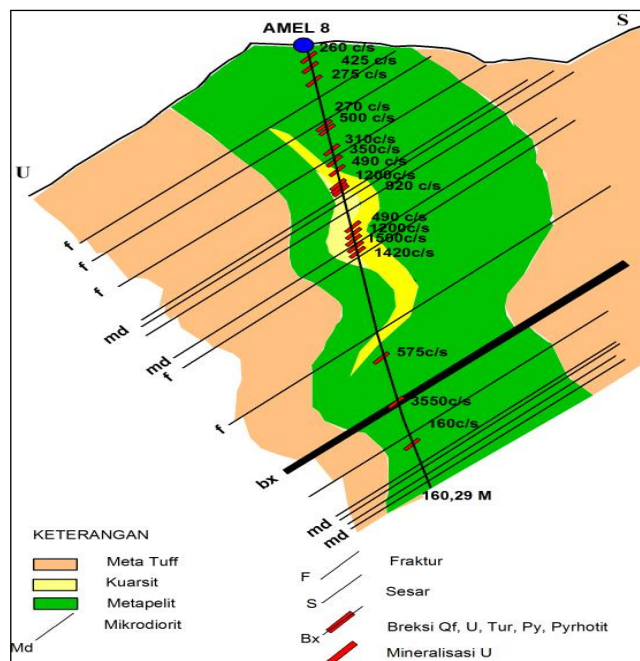 AMEL 8
S
260 c/s
425 c/s
275 c/s
270 c/s
500 c/s
310c/s
350c/s
490 c/s
1200c/s
920 c/s
U
490 c/s
1200c/s
1500c/s
1420c/s
f
f
f
md
md
f
575c/s
f
3550c/s
160c/s
bx
160,29 M
md
md
KETERANGAN
Meta Tuff
Kuarsit
Metapelit
Md
Mikrodiorit
F
Fraktur
S
Sesar
Bx
Breksi Qf, U, Tur, Py, Pyrhotit
Mineralisasi U